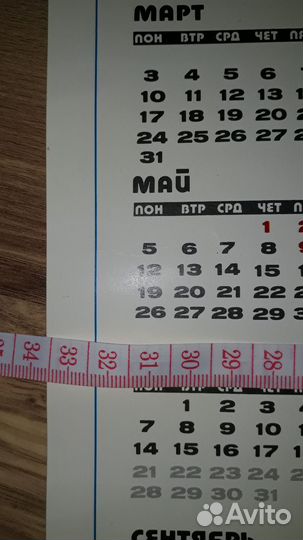 МАРТ
ПОН ВТР СРД ЧЕТ
3 4 5 6
10 11 12 13
17 18 19 20
24 25 26 27
31
МАЙ
ПОН ВТР СРД ЧЕТ
1
5 6 7 8
12 13 14 15
19 20 21 22
26 27 28 29
34 33 32 31 30 29 28
1 2 3
7 8 9 10
14 15 16 17
21 22 23 24
28 29 30 31
СЕНТЯБРЬ
Avito